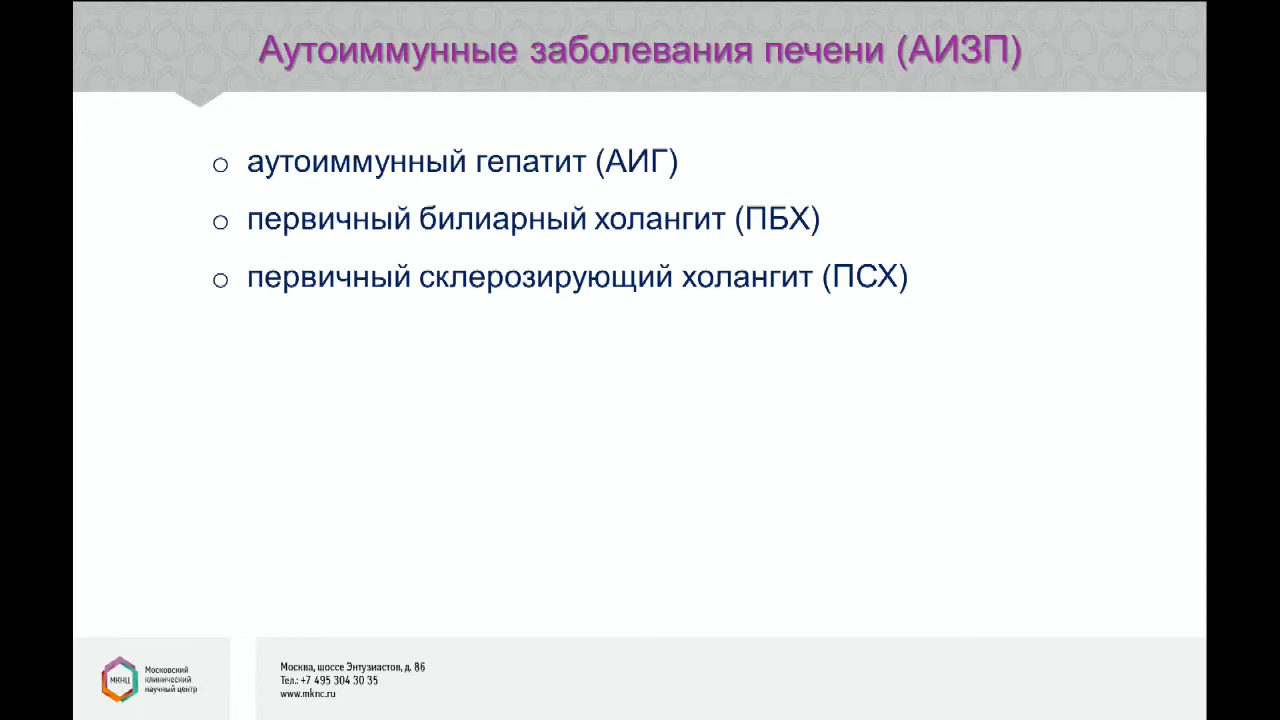 Аутоиммунные заболевания печени (АИЗП)
о аутоиммунный гепатит (АИГ)
о первичный билиарный холангит (ПБХ)
о первичный склерозирующий холангит (ПСХ)
МКНЦ
Московский
клинический
научный центр
Москва, шоссе Энтузиастов, д. 86
Тел.: +7 495 304 30 35
www.mknc.ru